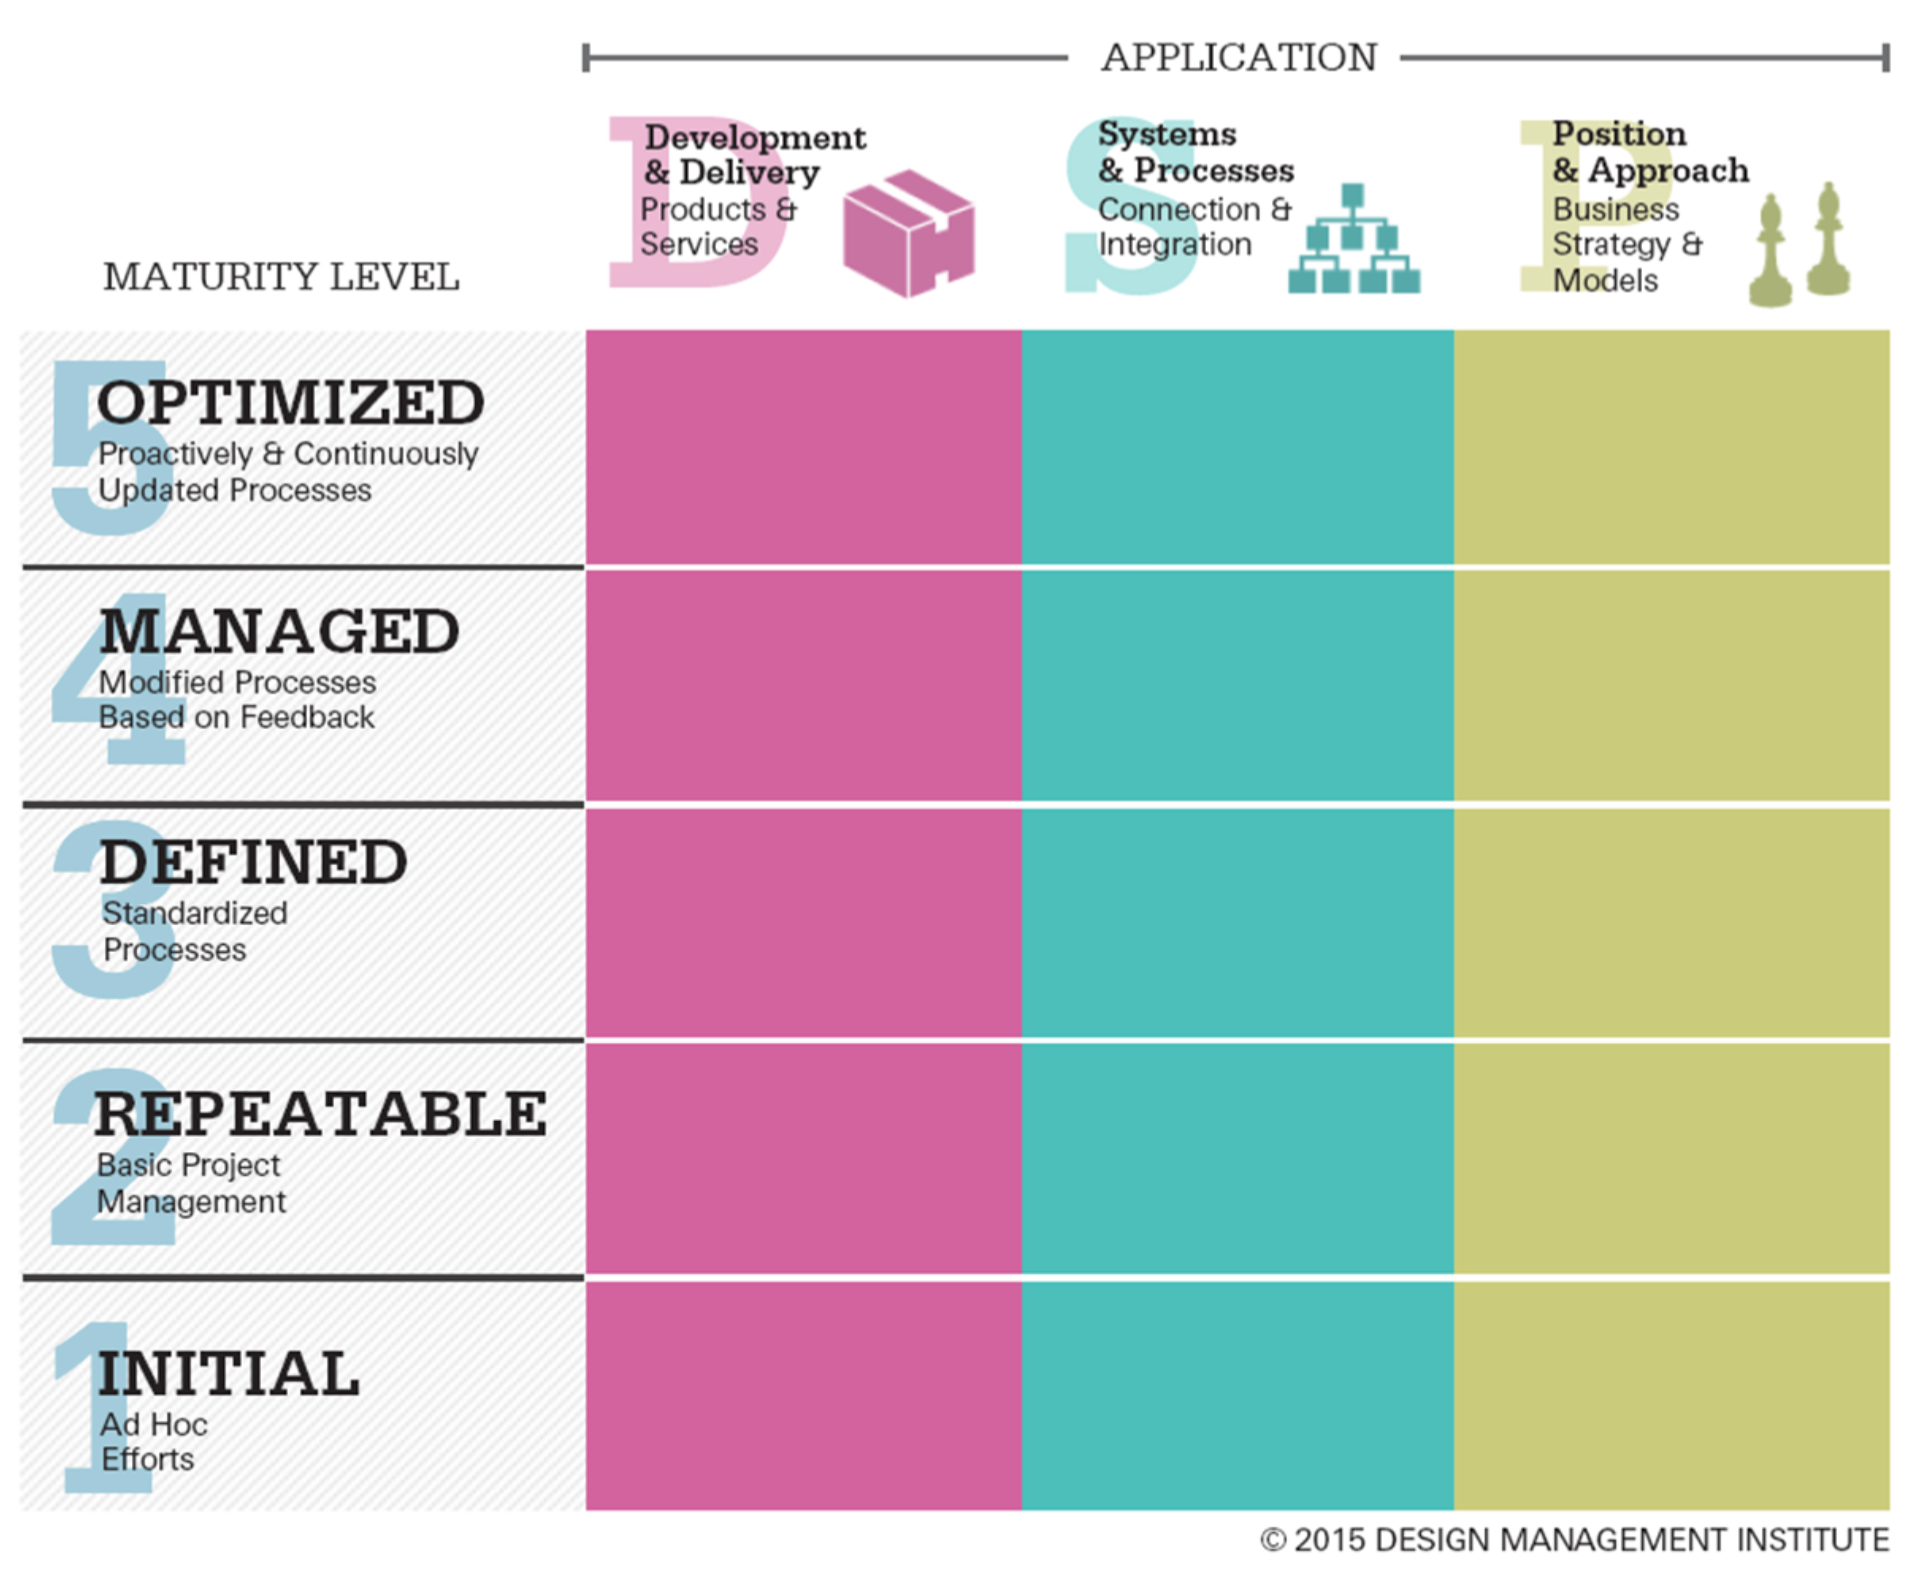 APPLICATION
D
Development
& Delivery
Products &
Services
S
Systems
& Processes
Connection &
Integration
P
Position
& Approach
Business
Strategy &
Models
MATURITY LEVEL
5
OPTIMIZED
Proactively & Continuously
Updated Processes
4
MANAGED
Modified Processes
Based on Feedback
3
DEFINED
Standardized
Processes
2
REPEATABLE
Basic Project
Management
1
INITIAL
Ad Hoc
Efforts
© 2015 DESIGN MANAGEMENT INSTITUTE